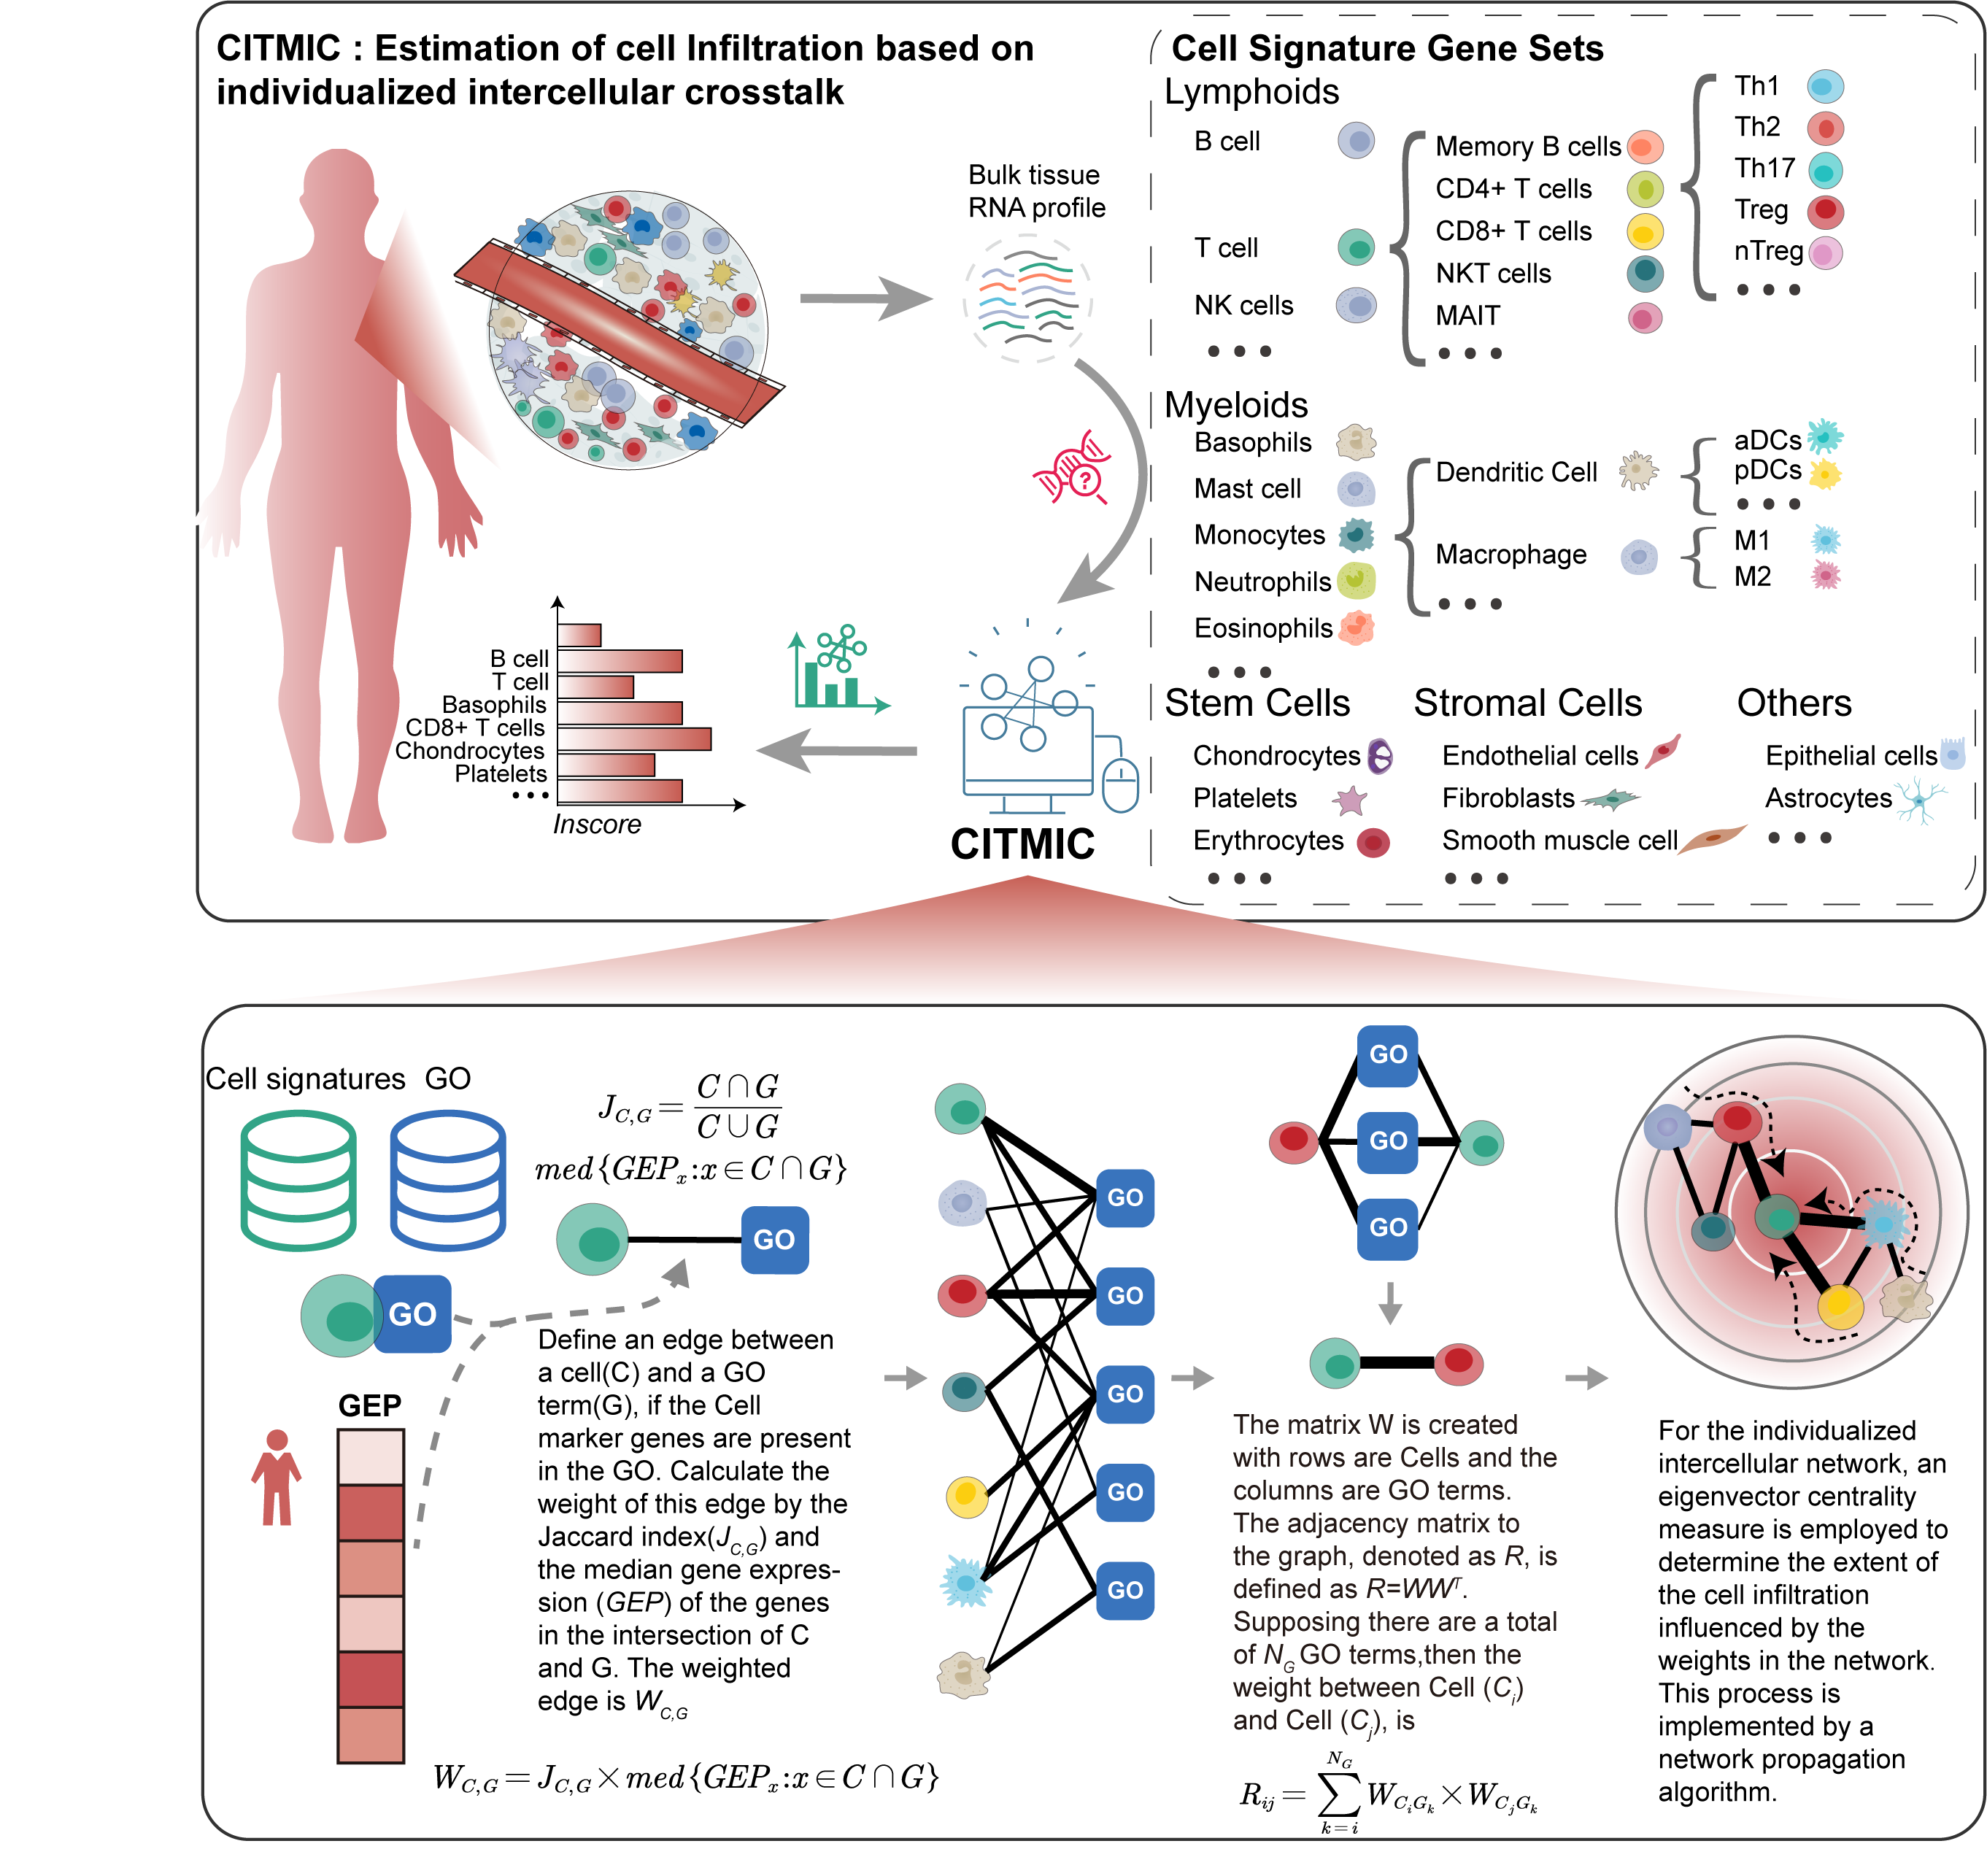 CITMIC : Estimation of cell Infiltration based on
individualized intercellular crosstalk
Bulk tissue
RNA profile
?
B cell
T cell
Basophils
CD8+ T cells
Chondrocytes
Platelets
•••
Inscore
CITMIC
Cell Signature Gene Sets
Lymphoids
B cell
T cell
NK cells
•••
Memory B cells
CD4+ T cells
CD8+ T cells
NKT cells
MAIT
•••
Th1
Th2
Th17
Treg
nTreg
•••
Myeloids
Basophils
Mast cell
Monocytes
Neutrophils
Eosinophils
•••
Dendritic Cell
Macrophage
•••
aDCs
pDCs
•••
M1
M2
Stem Cells
Chondrocytes
Platelets
Erythrocytes
•••
Stromal Cells
Endothelial cells
Fibroblasts
Smooth muscle cell
•••
Others
Epithelial cells
Astrocytes
•••
Cell signatures GO
GO
GEP
J_{C,G} = \frac{C ∩ G}{C ∪ G}
med{GEP_x:x∈C∩G}
GO
Define an edge between
a cell(C) and a GO
term(G), if the Cell
marker genes are present
in the GO. Calculate the
weight of this edge by the
Jaccard index(J_{C,G}) and
the median gene expres-
sion (GEP) of the genes
in the intersection of C
and G. The weighted
edge is W_{C,G}
W_{C,G}=J_{C,G}×med{GEP_x:x∈C∩G}
GO
GO
GO
GO
GO
GO
GO
GO
The matrix W is created
with rows are Cells and the
columns are GO terms.
The adjacency matrix to
the graph, denoted as R, is
defined as R=WW^T.
Supposing there are a total
of N_G GO terms,then the
weight between Cell (C_i)
and Cell (C_j), is
R_{ij} = \sum_{k=i}^{N_G} W_{C_iG_k}×W_{C_jG_k}
For the individualized
intercellular network, an
eigenvector centrality
measure is employed to
determine the extent of
the cell infiltration
influenced by the
weights in the network.
This process is
implemented by a
network propagation
algorithm.